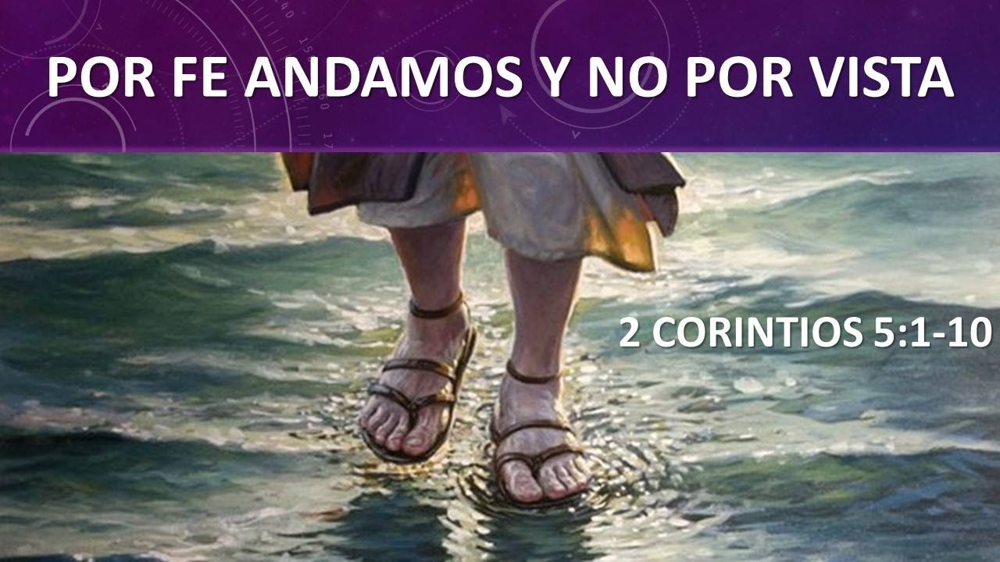 POR FE ANDAMOS Y NO POR VISTA
2 CORINTIOS 5:1-10